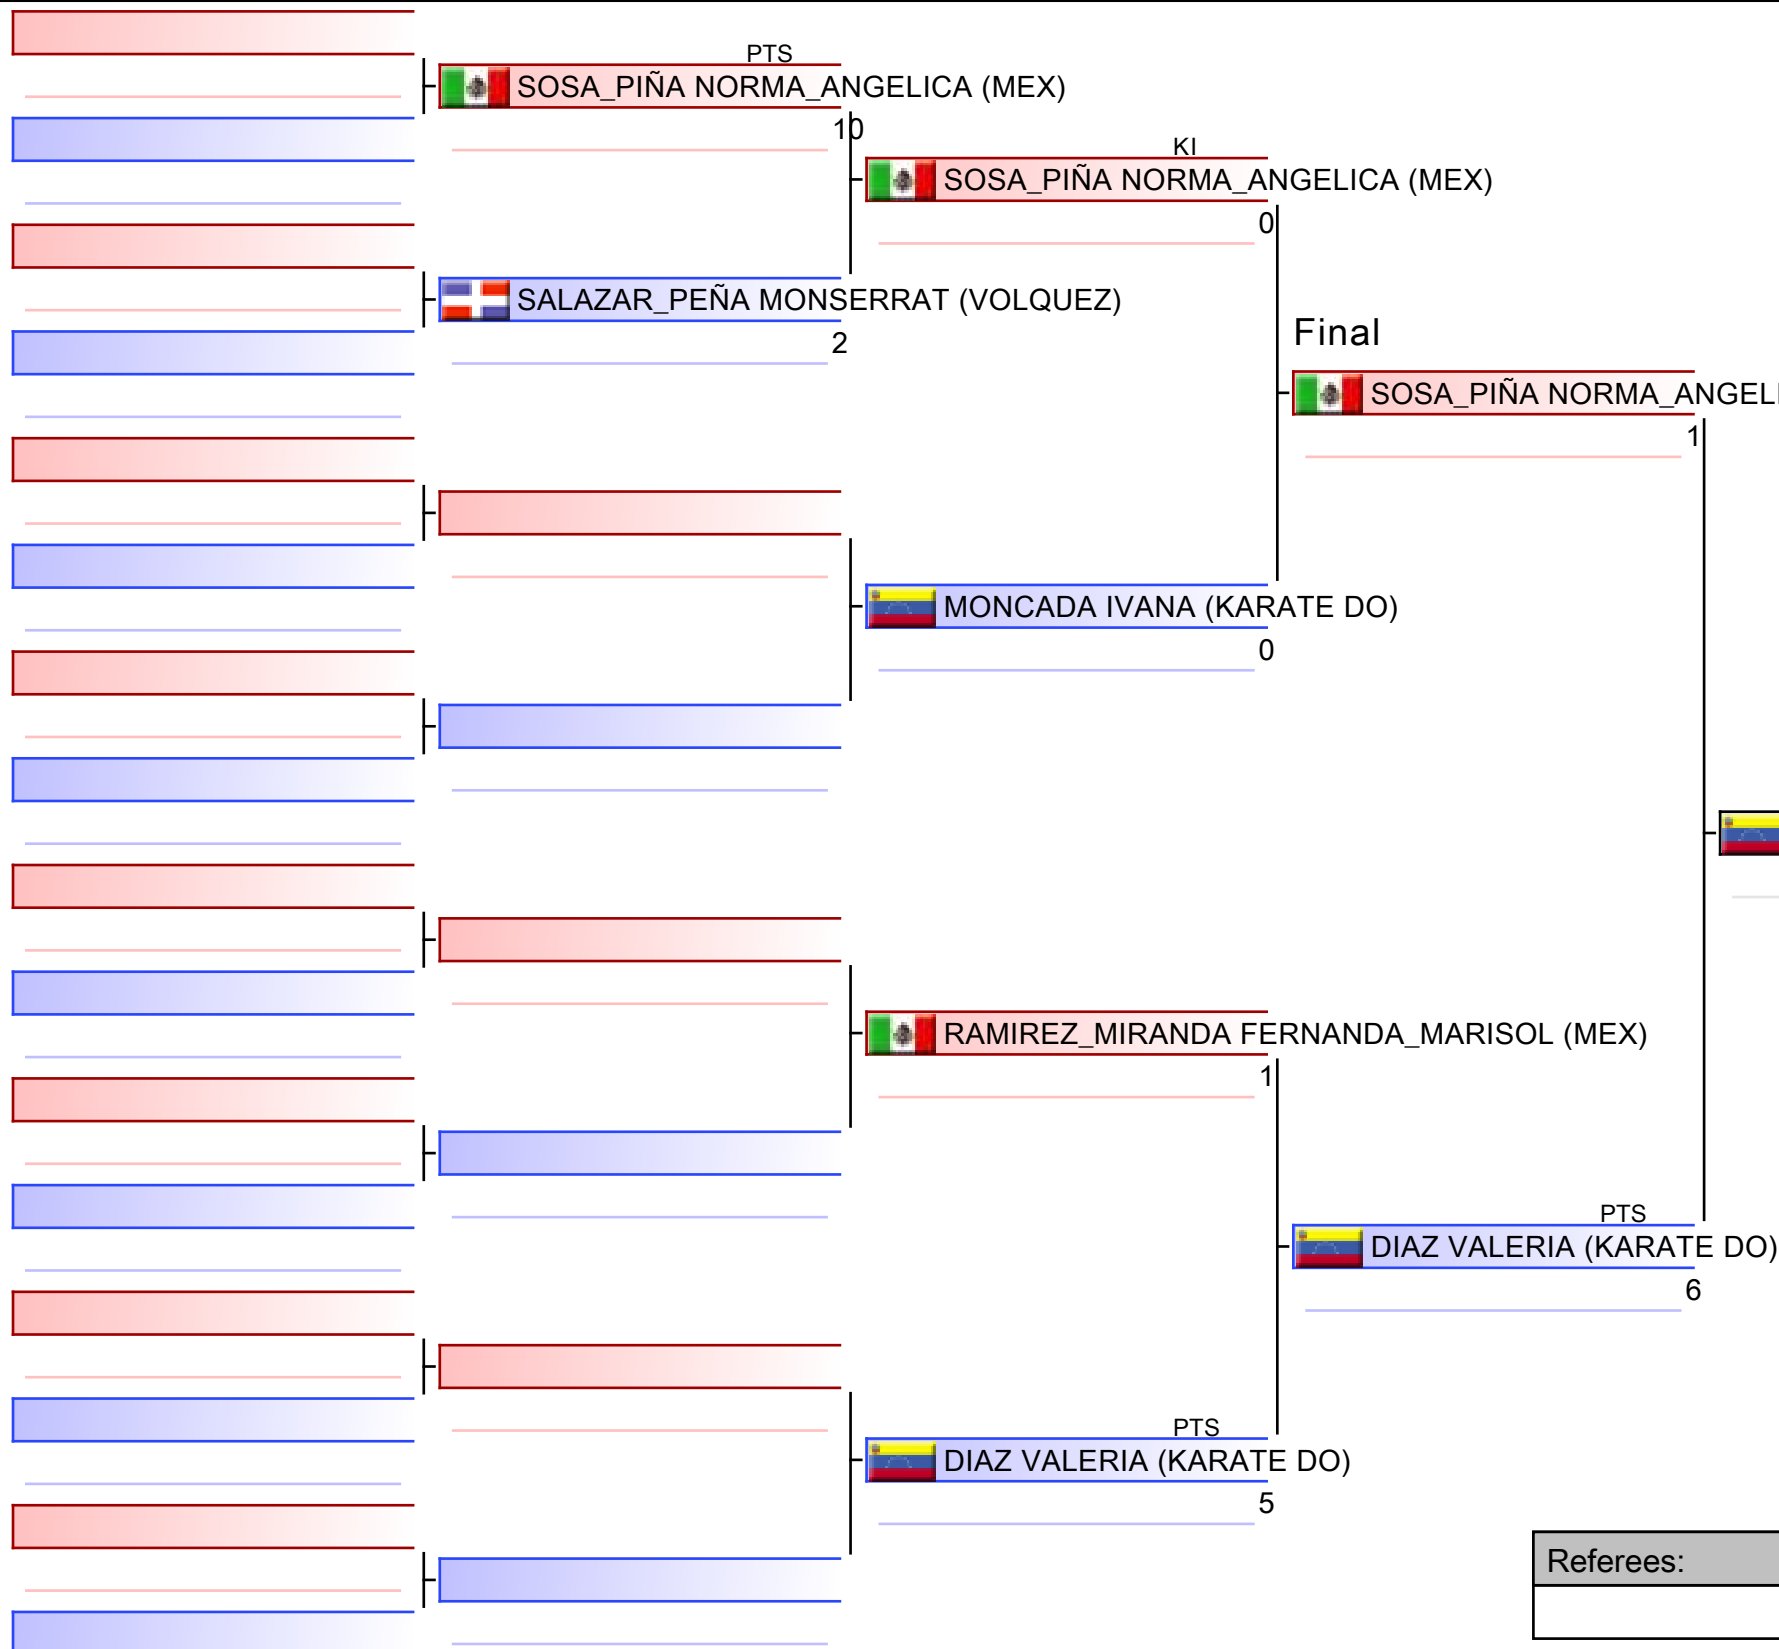 PTS
SOSA_PIÑA NORMA_ANGELICA (MEX)
10
KI
SOSA_PIÑA NORMA_ANGELICA (MEX)
0
SALAZAR_PEÑA MONSERRAT (VOLQUEZ)
2
Final
SOSA_PIÑA NORMA_ANGELI
1
MONCADA IVANA (KARATE DO)
0
RAMIREZ_MIRANDA FERNANDA_MARISOL (MEX)
1
PTS
DIAZ VALERIA (KARATE DO)
6
PTS
DIAZ VALERIA (KARATE DO)
5
Referees: